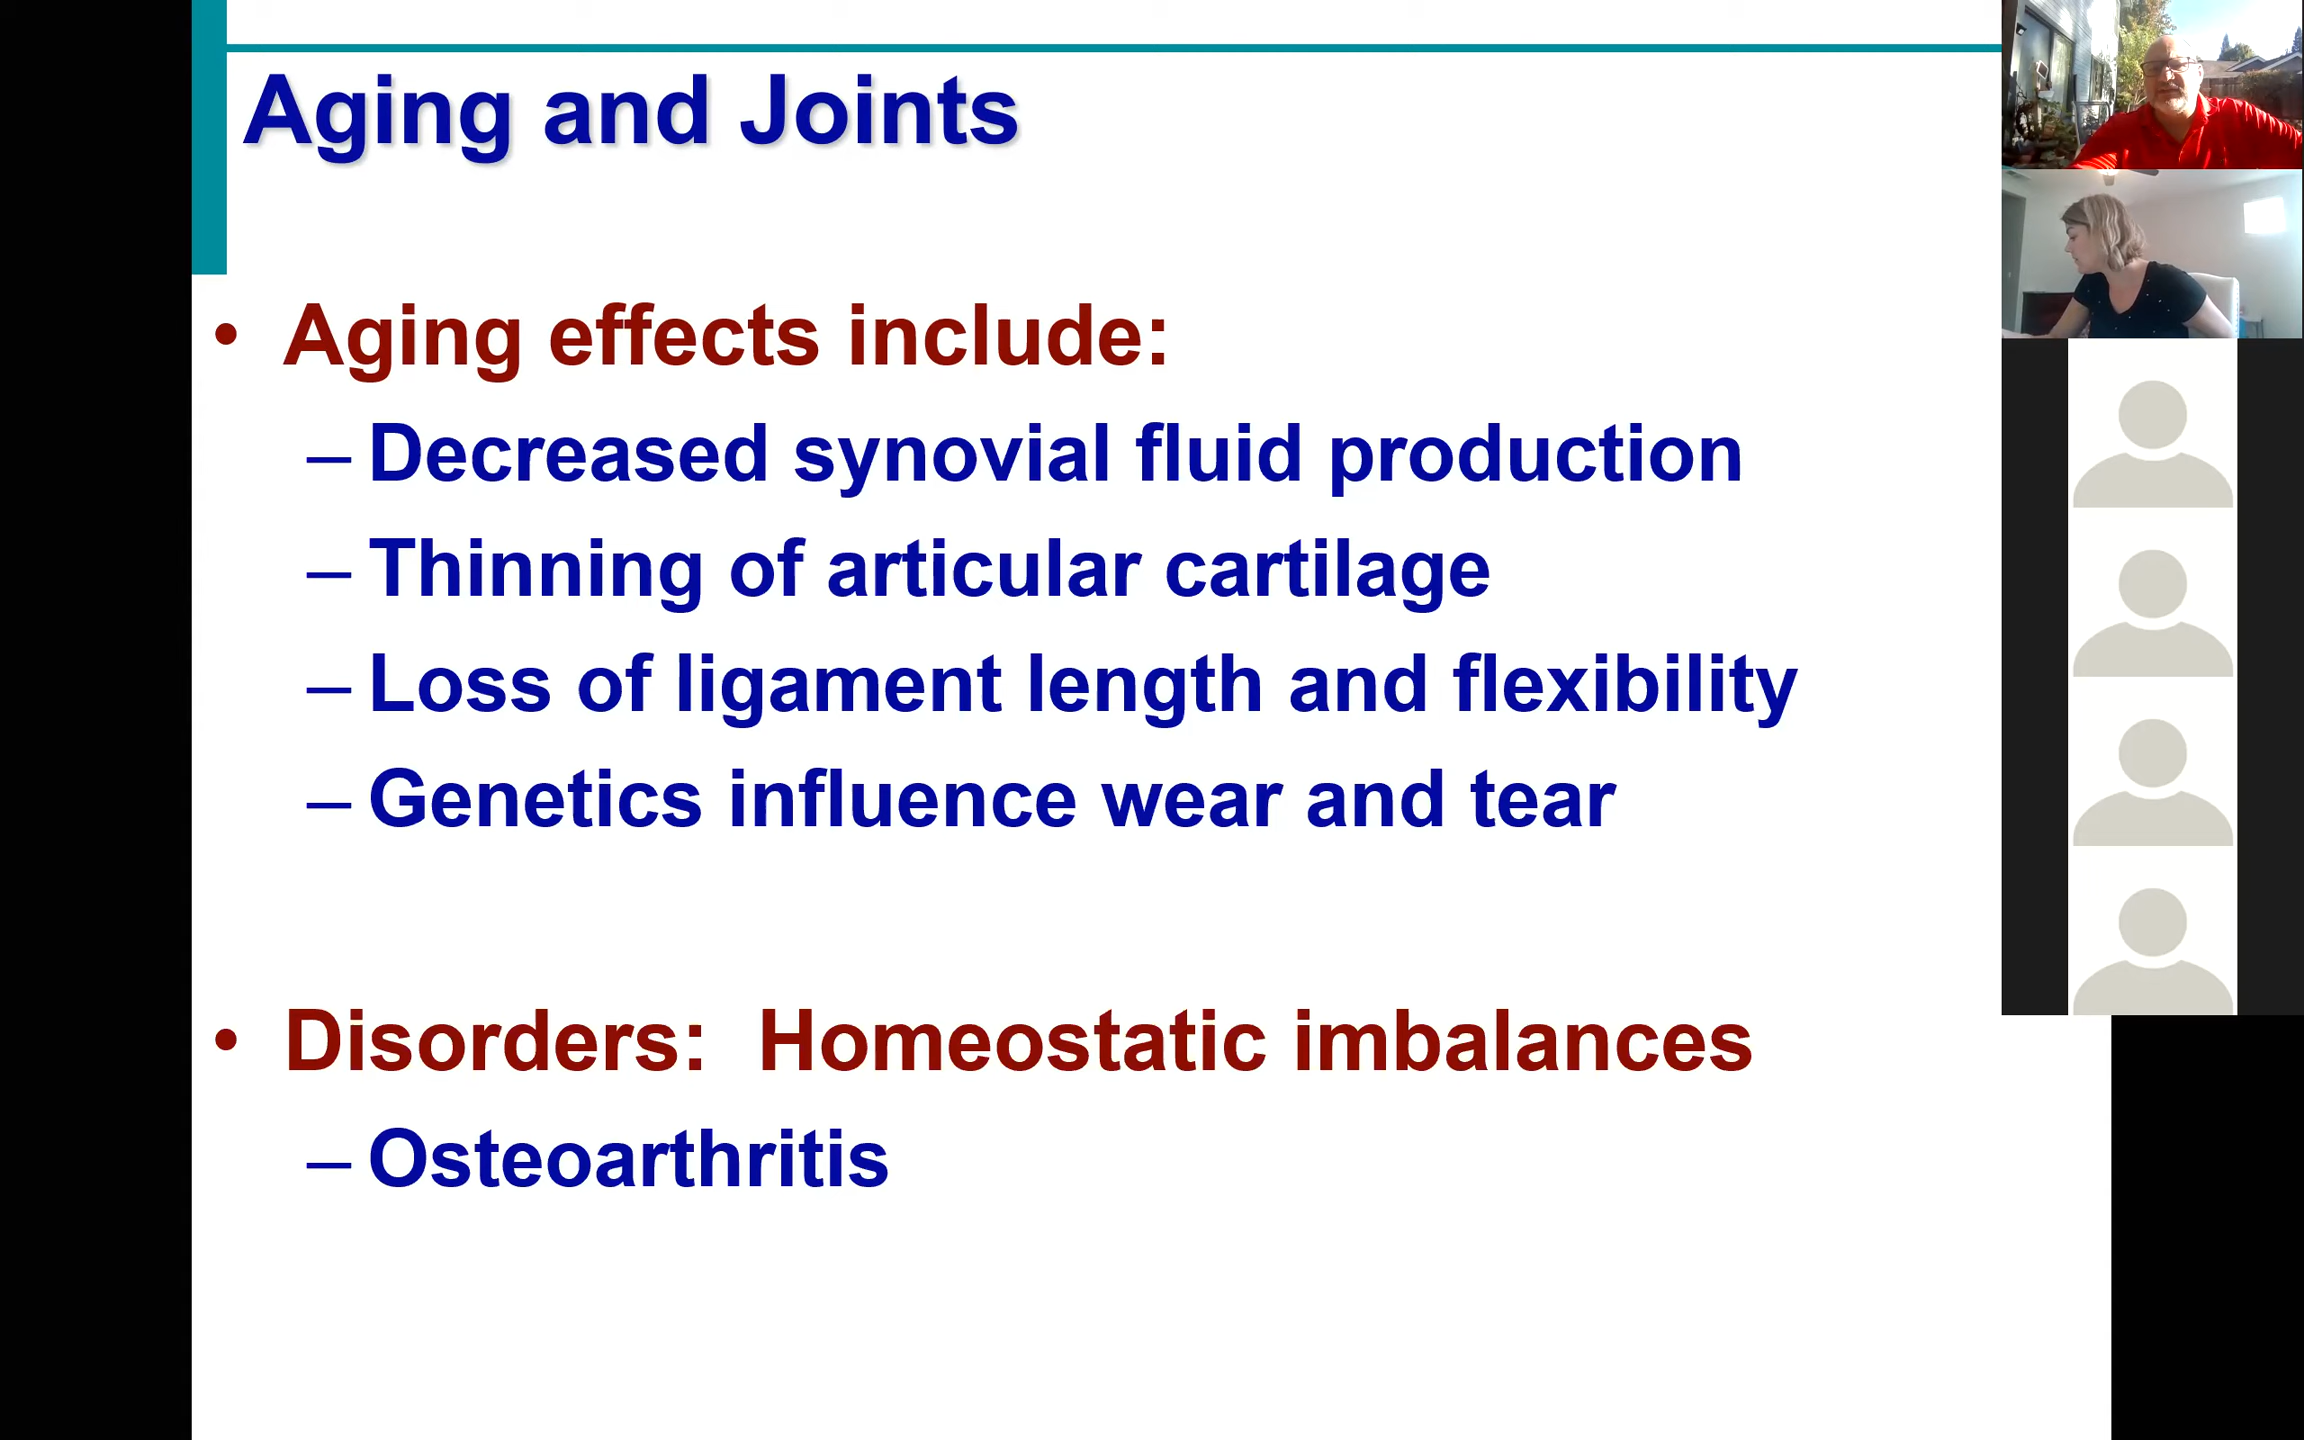 Aging and Joints
• Aging effects include:
– Decreased synovial fluid production
– Thinning of articular cartilage
– Loss of ligament length and flexibility
– Genetics influence wear and tear
• Disorders:  Homeostatic imbalances
– Osteoarthritis